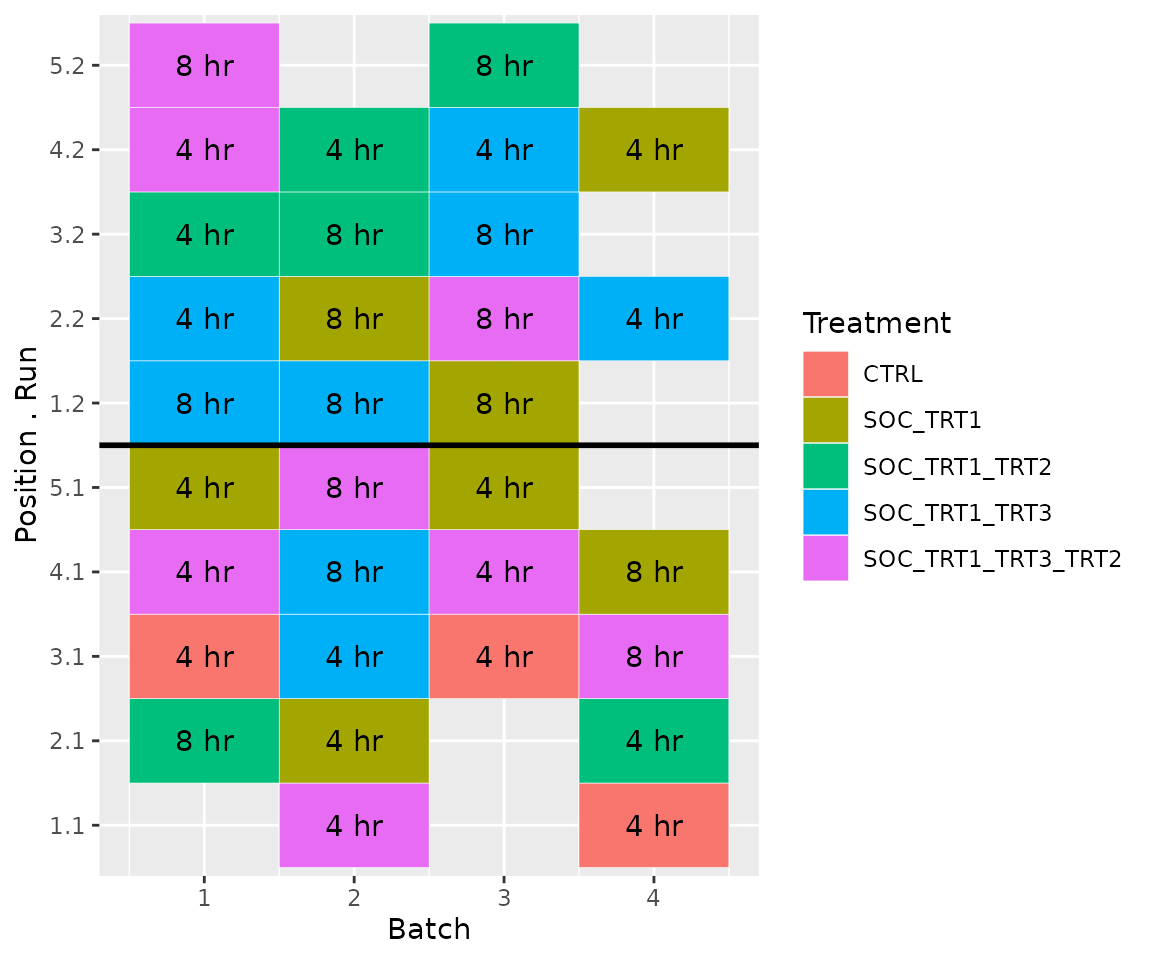 5.2 8 hr 8 hr
4.2 4 hr 4 hr 4 hr 4 hr
3.2 4 hr 8 hr 8 hr
2.2 4 hr 8 hr 8 hr 4 hr
1.2 8 hr 8 hr 8 hr
5.1 4 hr 8 hr 4 hr
4.1 4 hr 8 hr 4 hr 8 hr
3.1 4 hr 4 hr 4 hr 8 hr
2.1 8 hr 4 hr 4 hr
1.1 4 hr 4 hr
1 2 3 4
Batch
Position . Run
Treatment
CTRL
SOC_TRT1
SOC_TRT1_TRT2
SOC_TRT1_TRT3
SOC_TRT1_TRT3_TRT2